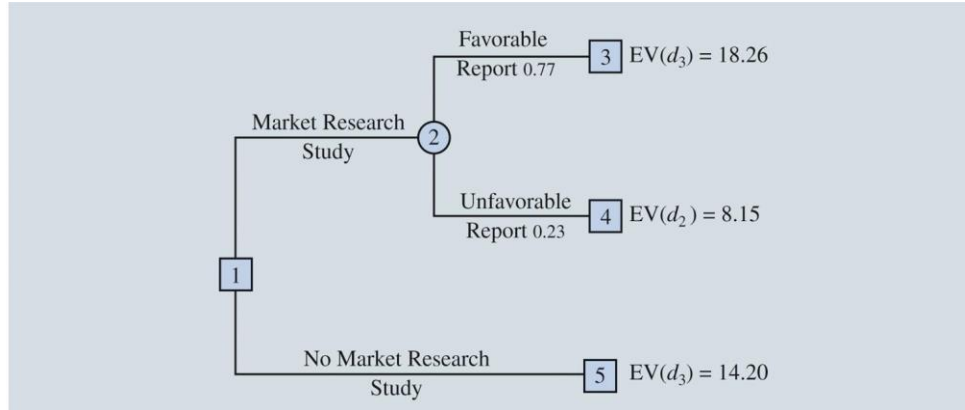 Favorable
Report 0.77
3 EV(d₃) = 18.26
Market Research
Study
2
Unfavorable
Report 0.23
4 EV(d₂) = 8.15
1
No Market Research
Study
5 EV(d₃) = 14.20